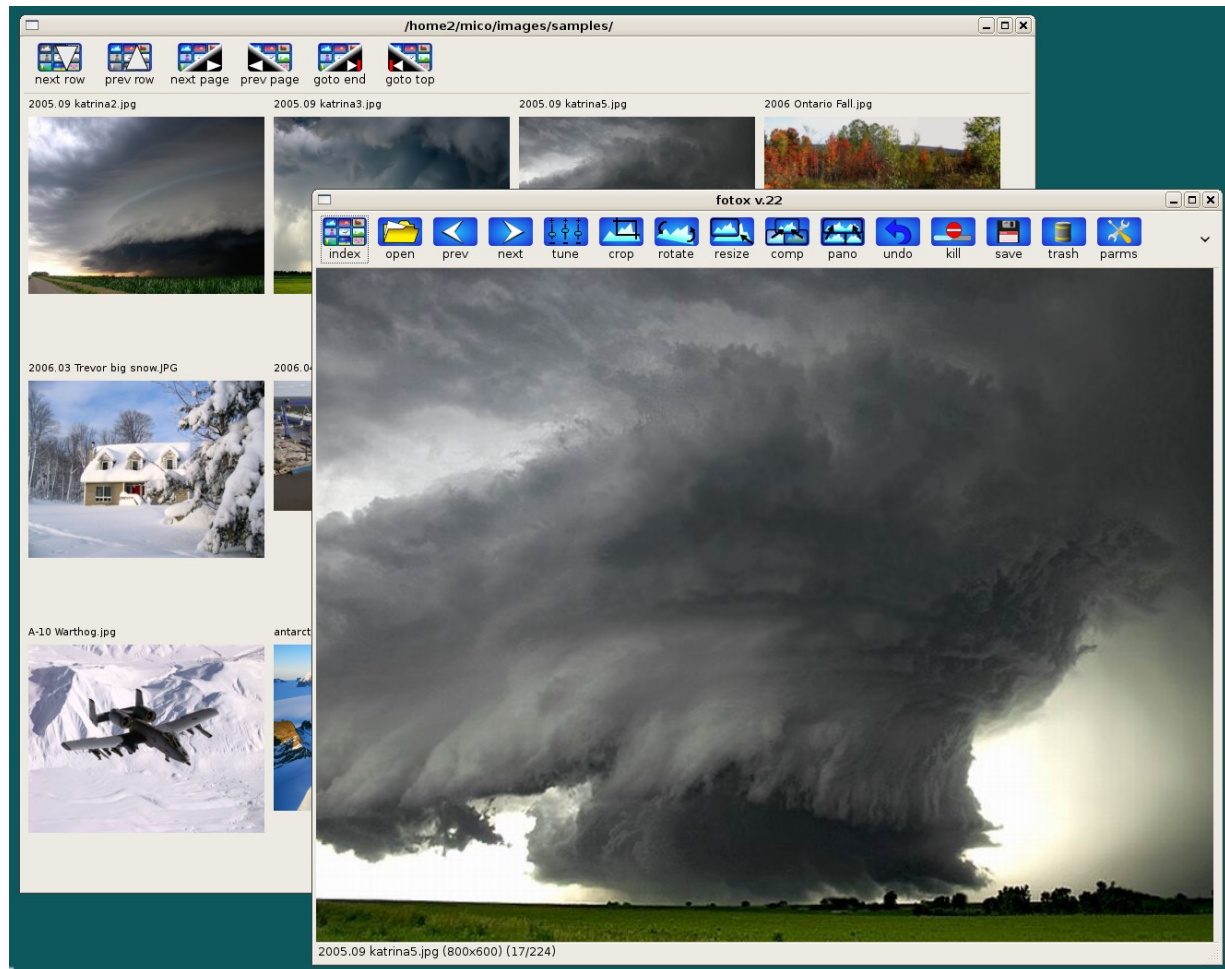 /home2/mico/images/samples/
next row prev row next page prev page goto end goto top
2005.09 katrina2.jpg 2005.09 katrina3.jpg 2005.09 katrina5.jpg 2006 Ontario Fall.jpg
fotox v.22
index open prev next tune crop rotate resize comp pano undo kill save trash parms
2006.03 Trevor big snow.JPG 2006.04
A-10 Warthog.jpg antarct
2005.09 katrina5.jpg (800x600) (17/224)